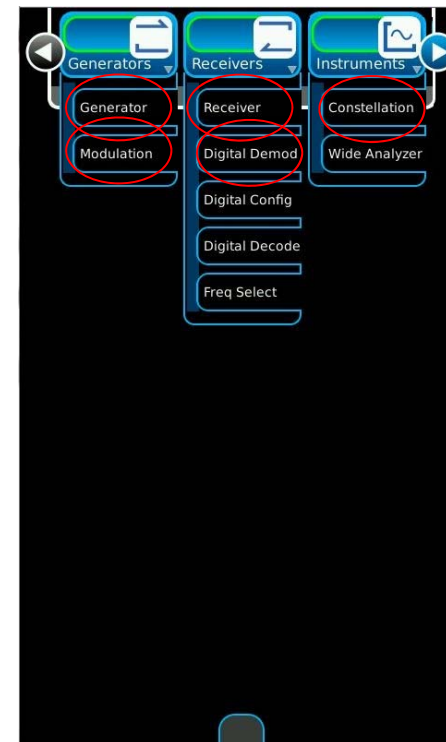 Generators Receivers Instruments
Generator Receiver Constellation
Modulation Digital Demod Wide Analyzer
Digital Config
Digital Decode
Freq Select